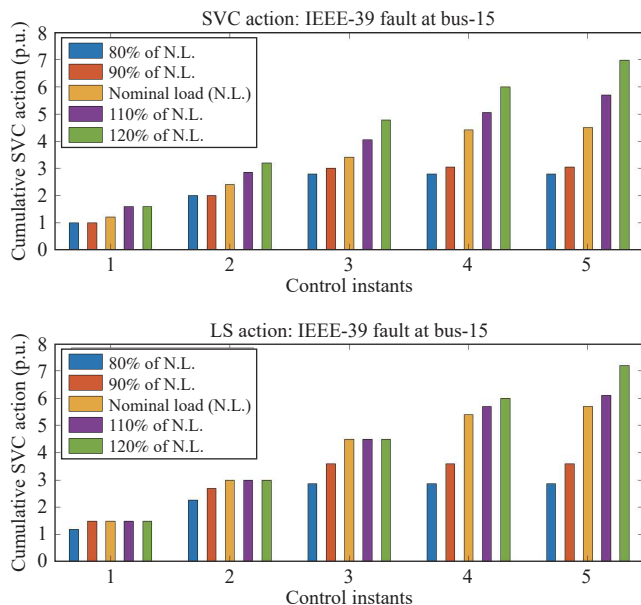 SVC action: IEEE-39 fault at bus-15
Cumulative SVC action (p.u.)
8
7
6
5
4
3
2
1
0
80% of N.L.
90% of N.L.
Nominal load (N.L.)
110% of N.L.
120% of N.L.
1 2 3 4 5
Control instants
LS action: IEEE-39 fault at bus-15
Cumulative SVC action (p.u.)
8
7
6
5
4
3
2
1
0
80% of N.L.
90% of N.L.
Nominal load (N.L.)
110% of N.L.
120% of N.L.
1 2 3 4 5
Control instants